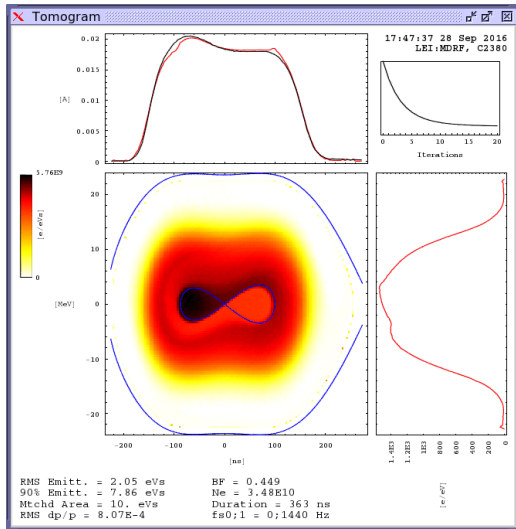 Tomogram
17:47:37 28 Sep 2016
LEI:MDRF, C2380
0.02
0.015
0.01
0.005
0
[A]
0 5 10 15 20
Iterations
5.76E9
[e/eVs]
0
20
10
0
-10
-20
[MeV]
-200 -100 0 100 200
[ns]
1.4E3
1.2E3
1E3
800
600
400
200
0
[e/eV]
RMS Emitt. = 2.05 eVs
90% Emitt. = 7.86 eVs
Mtchd Area = 10. eVs
RMS dp/p = 8.07E-4
BF = 0.449
Ne = 3.48E10
Duration = 363 ns
fs0;1 = 0;1440 Hz